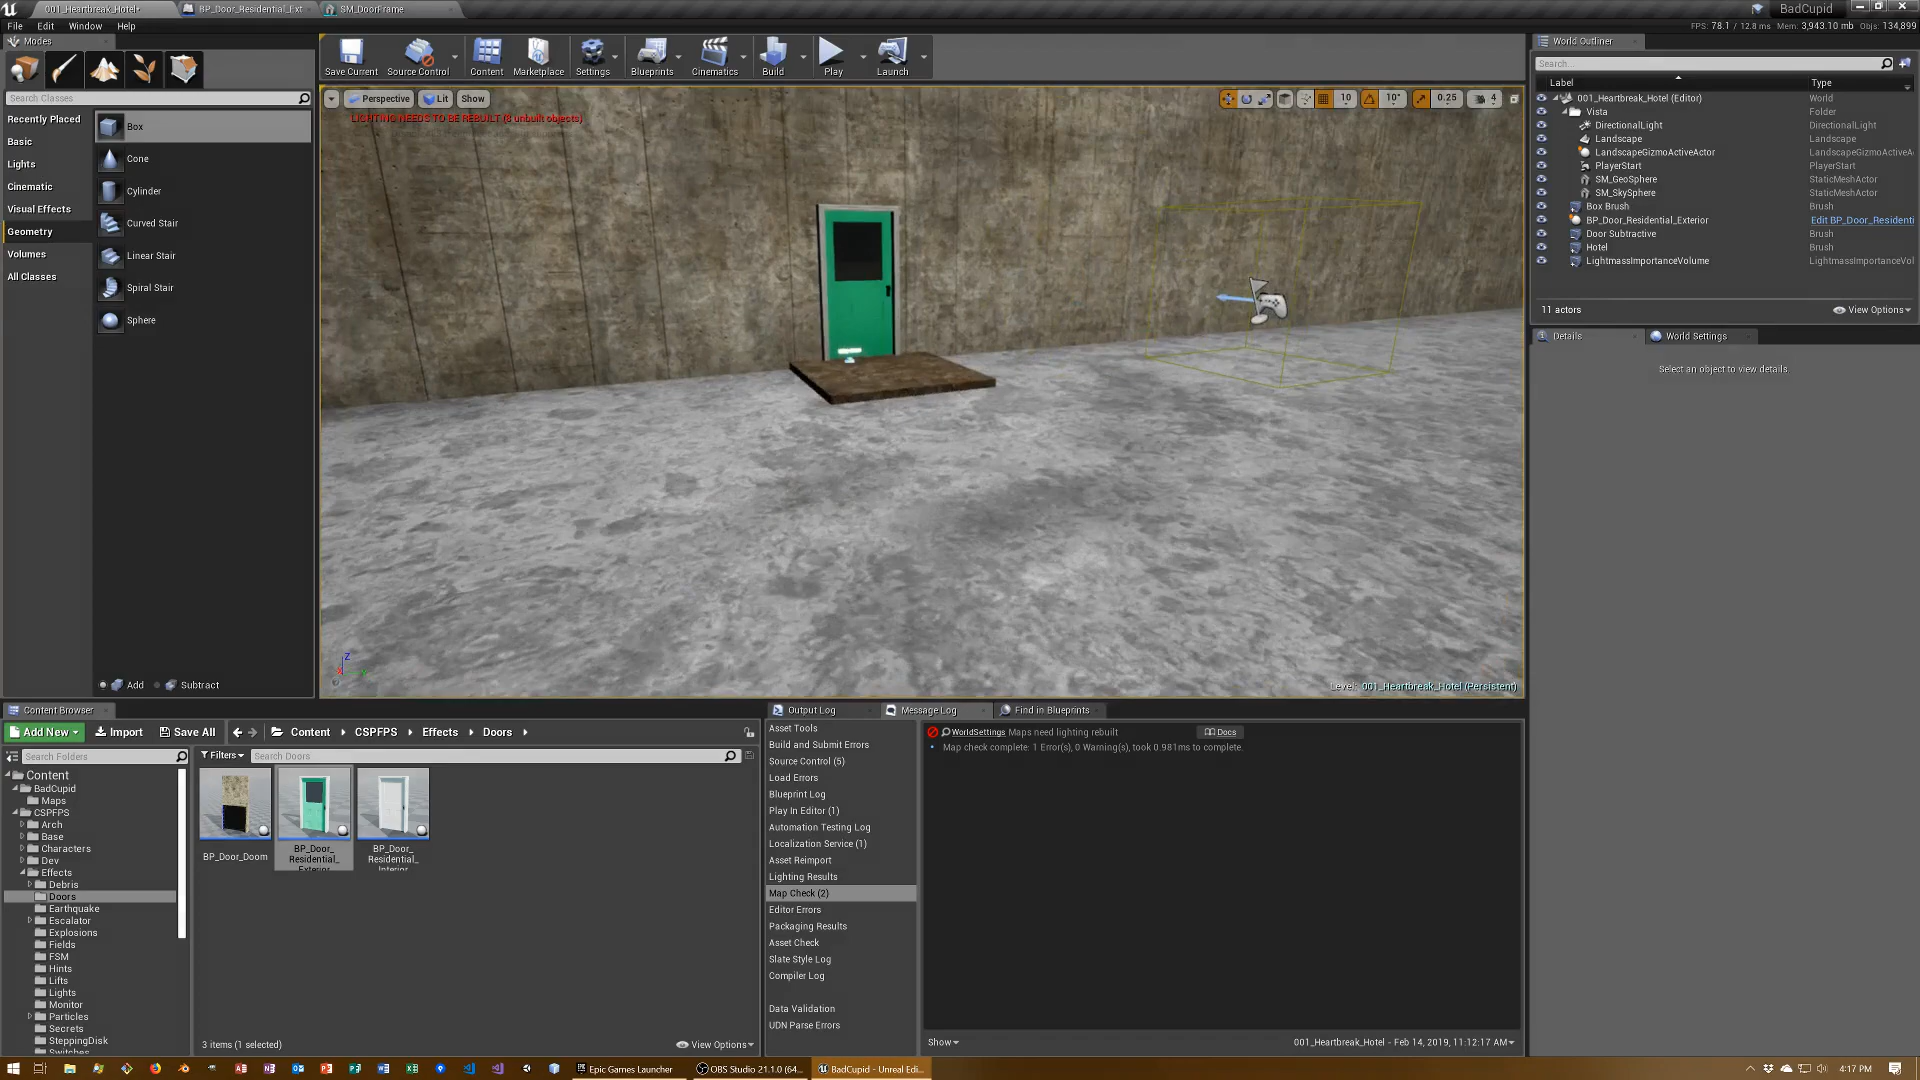 001_Heartbreak_Hotel*
BP_Door_Residential_Ext
SM_DoorFrame
BadCupid
File Edit Window Help
FPS: 78.1 / 12.8 ms Mem: 3,943.10 mb Objs: 134,899
Modes
Search Classes
Recently Placed
Basic
Lights
Cinematic
Visual Effects
Geometry
Volumes
All Classes
Box
Cone
Cylinder
Curved Stair
Linear Stair
Spiral Stair
Sphere
Add Subtract
Save Current
Source Control
Content
Marketplace
Settings
Blueprints
Cinematics
Build
Play
Launch
Perspective Lit Show
10 10° 0.25 4
LIGHTING NEEDS TO BE REBUILT (8 unbuilt objects)
Z
Level: 001_Heartbreak_Hotel (Persistent)
World Outliner
Search...
Label Type
001_Heartbreak_Hotel (Editor) World
Vista Folder
DirectionalLight DirectionalLight
Landscape Landscape
LandscapeGizmoActiveActor LandscapeGizmoActiveA
PlayerStart PlayerStart
SM_GeoSphere StaticMeshActor
SM_SkySphere StaticMeshActor
Box Brush Brush
BP_Door_Residential_Exterior Edit BP_Door_Residenti
Door Subtractive Brush
Hotel Brush
LightmassImportanceVolume LightmassImportanceVol
11 actors View Options
Details World Settings
Select an object to view details.
Content Browser
Add New Import Save All Content CSPFPS Effects Doors
Search Folders
Filters Search Doors
Content
BadCupid
Maps
CSPFPS
Arch
Base
Characters
Dev
Effects
Debris
Doors
Earthquake
Escalator
Explosions
Fields
FSM
Hints
Lifts
Lights
Monitor
Particles
Secrets
SteppingDisk
Switches
BP_Door_Doom
BP_Door_
Residential_
Exterior
BP_Door_
Residential_
Interior
3 items (1 selected) View Options
Output Log Message Log Find in Blueprints
Asset Tools
Build and Submit Errors
Source Control (5)
Load Errors
Blueprint Log
Play In Editor (1)
Automation Testing Log
Localization Service (1)
Asset Reimport
Lighting Results
Map Check (2)
Editor Errors
Packaging Results
Asset Check
Slate Style Log
Compiler Log
Data Validation
UDN Parse Errors
WorldSettings Maps need lighting rebuilt Docs
Map check complete: 1 Error(s), 0 Warning(s), took 0.981ms to complete.
Show 001_Heartbreak_Hotel - Feb 14, 2019, 11:12:17 AM
Epic Games Launcher
OBS Studio 21.1.0 (64...
BadCupid - Unreal Edi...
4:17 PM